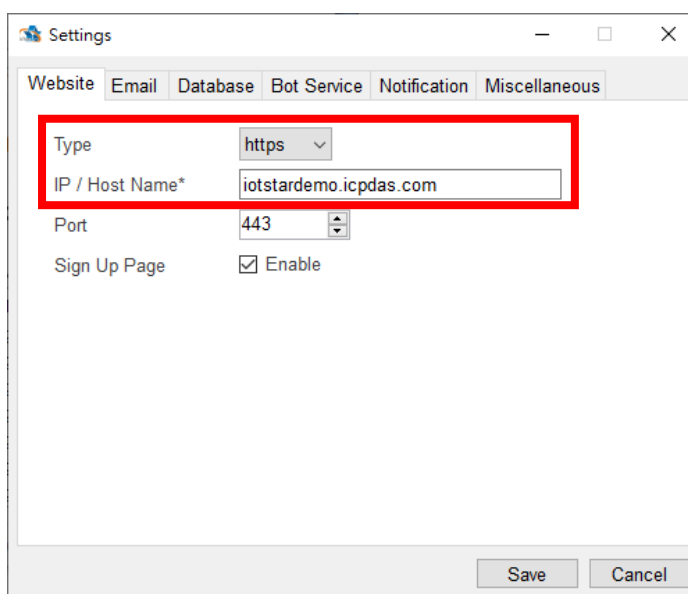 Settings
Website Email Database Bot Service Notification Miscellaneous
Type https
IP / Host Name* iotstardemo.icpdas.com
Port 443
Sign Up Page Enable
Save Cancel